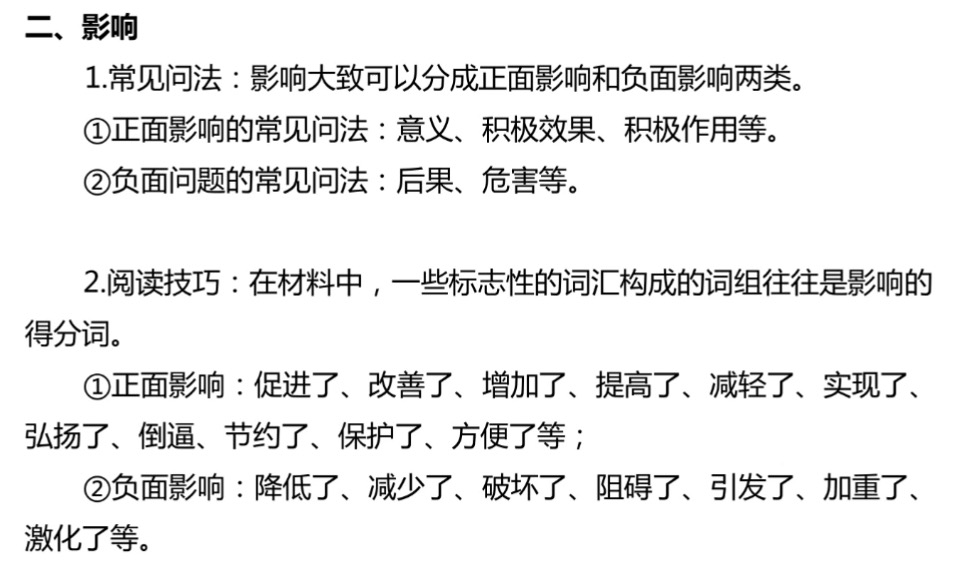 二、影响
1.常见问法：影响大致可以分成正面影响和负面影响两类。
①正面影响的常见问法：意义、积极效果、积极作用等。
②负面问题的常见问法：后果、危害等。
2.阅读技巧：在材料中，一些标志性的词汇构成的词组往往是影响的
得分词。
①正面影响：促进了、改善了、增加了、提高了、减轻了、实现了、
弘扬了、倒逼、节约了、保护了、方便了等；
②负面影响：降低了、减少了、破坏了、阻碍了、引发了、加重了、
激化了等。